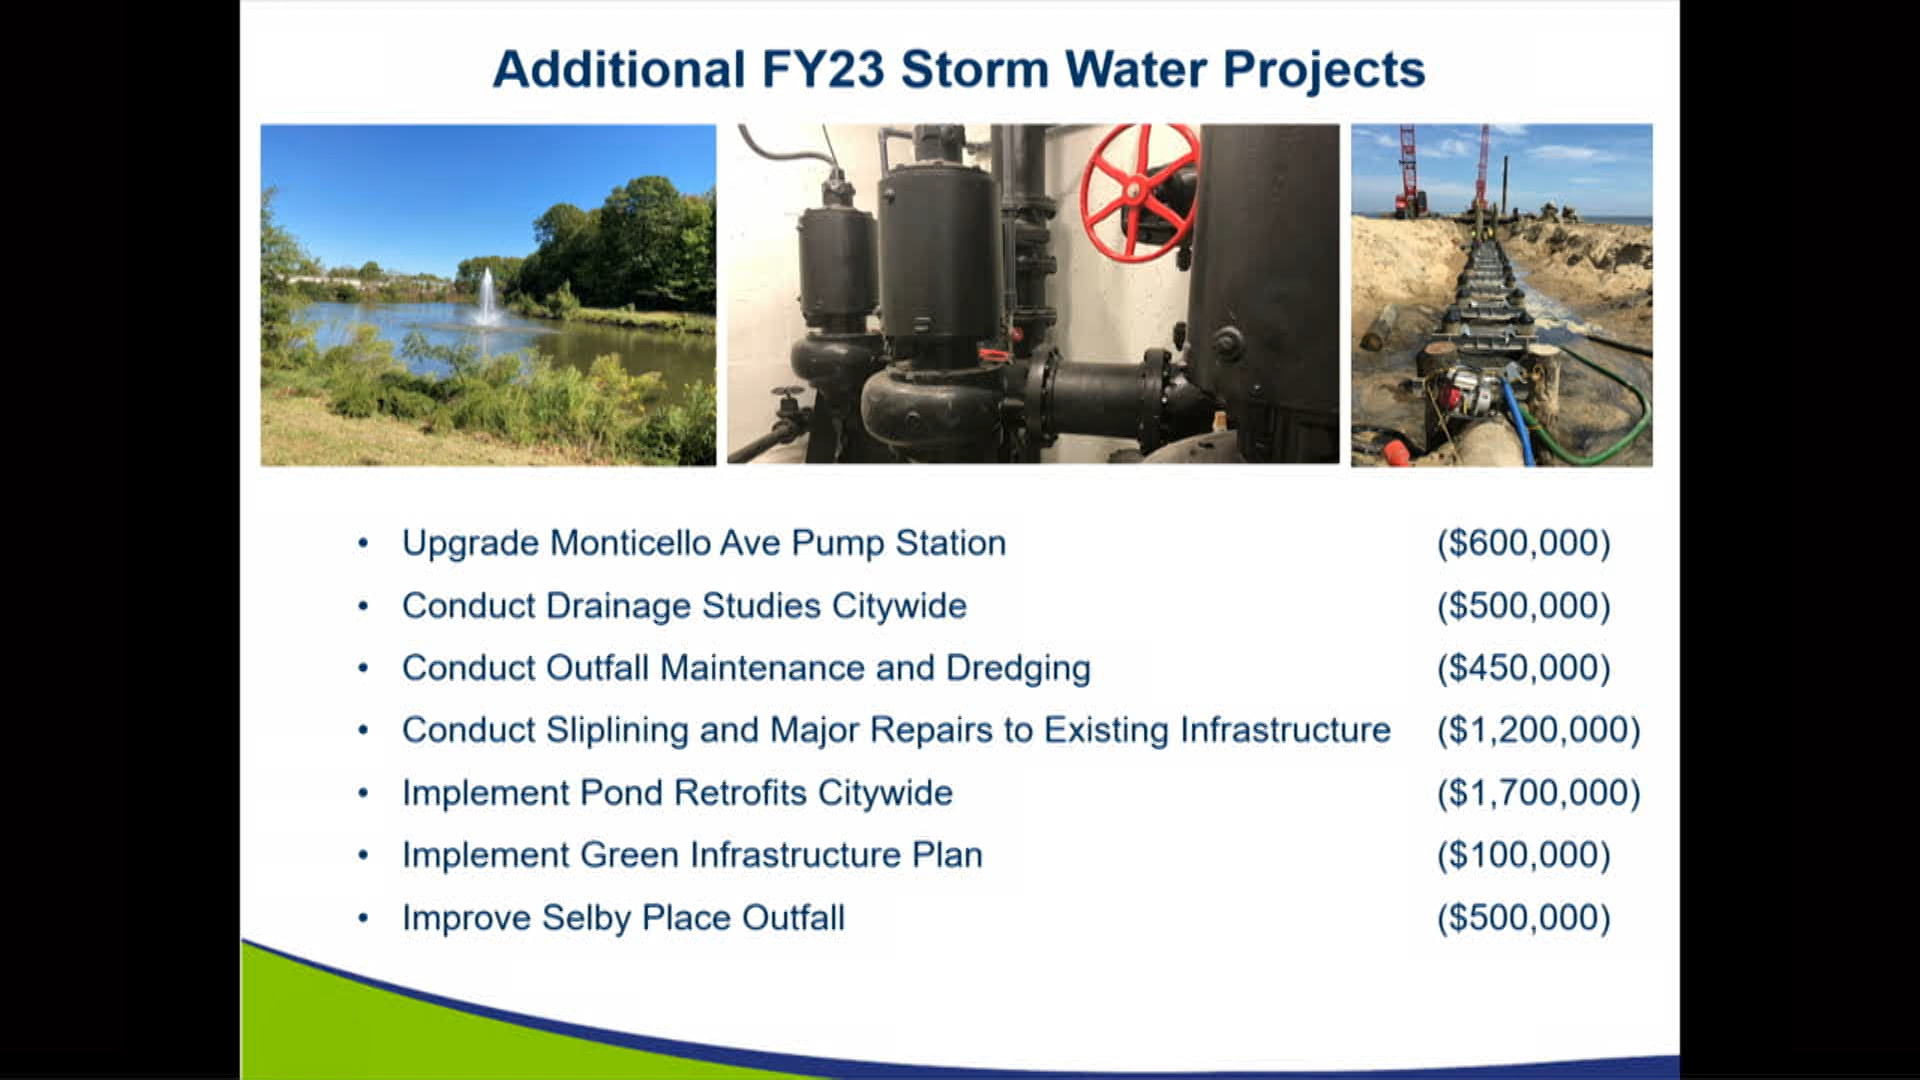 Additional FY23 Storm Water Projects
• Upgrade Monticello Ave Pump Station ($600,000)
• Conduct Drainage Studies Citywide ($500,000)
• Conduct Outfall Maintenance and Dredging ($450,000)
• Conduct Sliplining and Major Repairs to Existing Infrastructure ($1,200,000)
• Implement Pond Retrofits Citywide ($1,700,000)
• Implement Green Infrastructure Plan ($100,000)
• Improve Selby Place Outfall ($500,000)